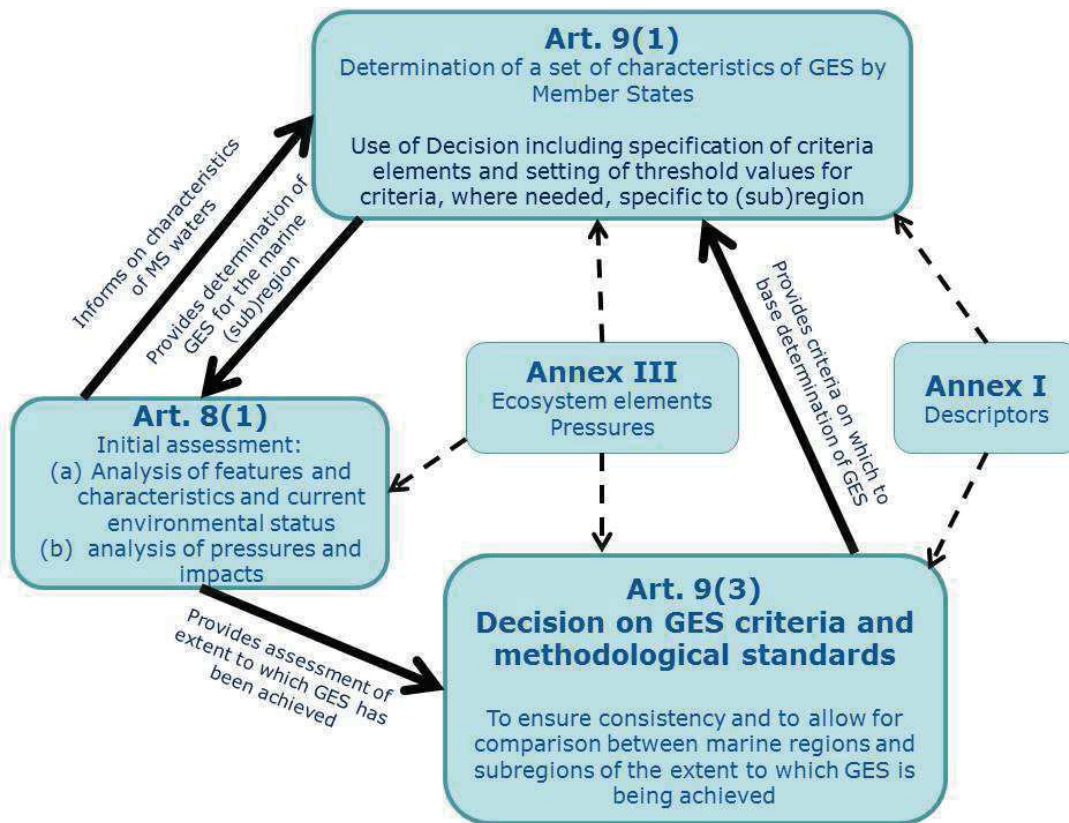 Art. 9(1)
Determination of a set of characteristics of GES by
Member States
Use of Decision including specification of criteria
elements and setting of threshold values for
criteria, where needed, specific to (sub)region
Informs on characteristics
of MS waters
Provides determination of
GES for the marine
(sub)region
Provides criteria on which to
base determination of GES
Annex III
Ecosystem elements
Pressures
Annex I
Descriptors
Art. 8(1)
Initial assessment:
(a) Analysis of features and
characteristics and current
environmental status
(b) analysis of pressures and
impacts
Provides assessment of
extent to which GES has
been achieved
Art. 9(3)
Decision on GES criteria and
methodological standards
To ensure consistency and to allow for
comparison between marine regions and
subregions of the extent to which GES is
being achieved